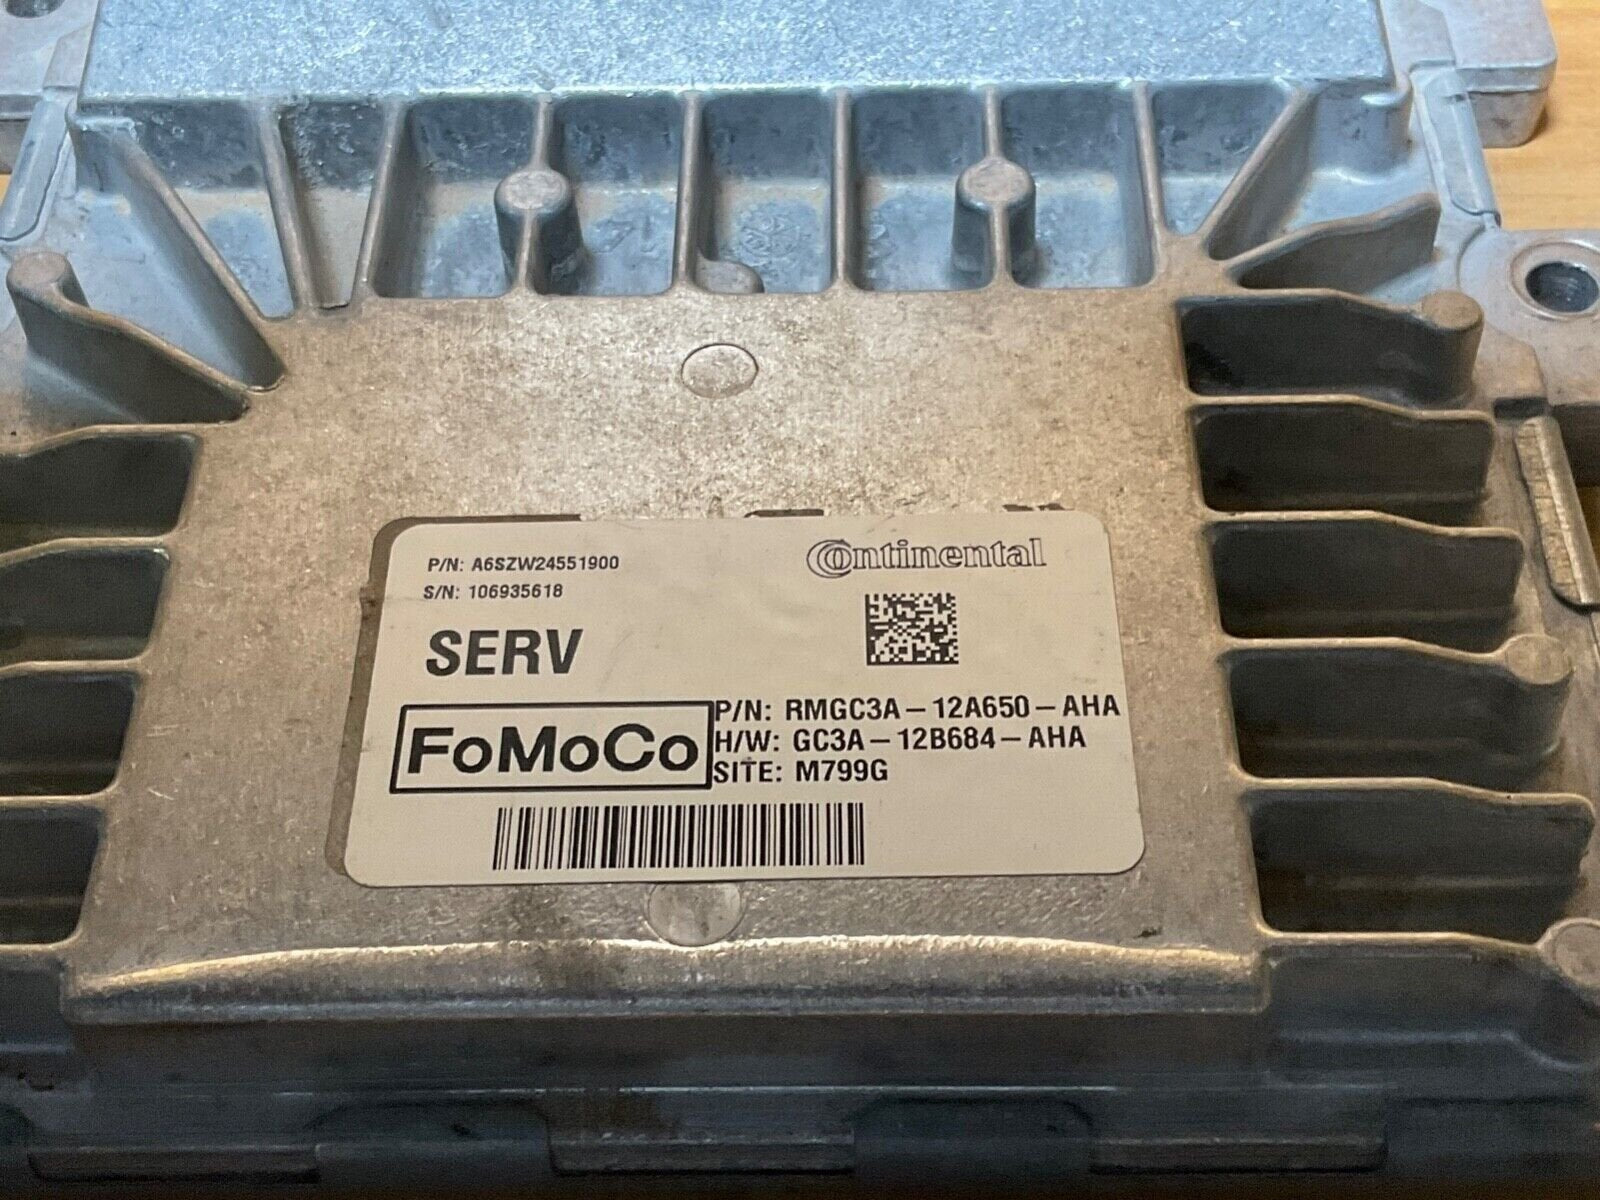 P/N: A6SZW24551900
Continental
S/N: 106935618
SERV
FoMoCo
P/N: RMGC3A-12A650-AHA
H/W: GC3A-12B684-AHA
SITE: M799G